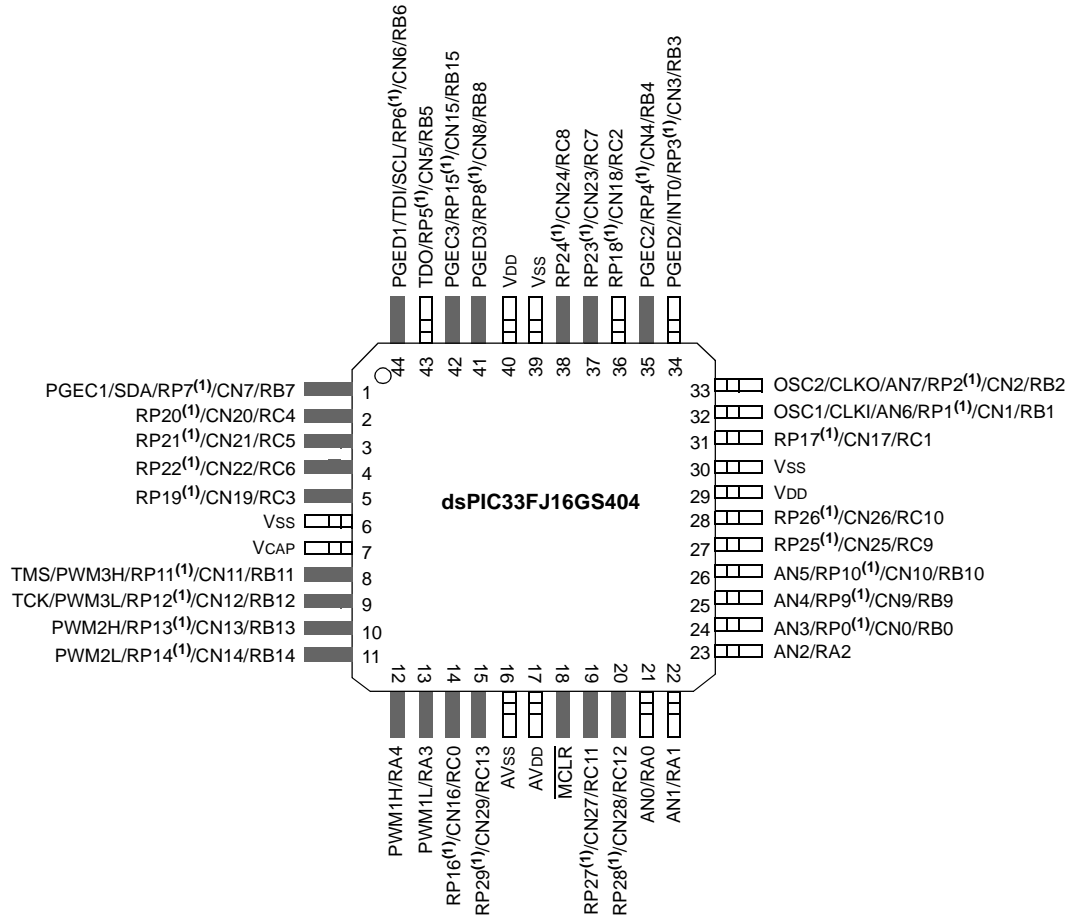 PGED1/TDI/SCL/RP6(1)/CN6/RB6
TDO/RP5(1)/CN5/RB5
PGEC3/RP15(1)/CN15/RB15
PGED3/RP8(1)/CN8/RB8
VDD
VSS
RP24(1)/CN24/RC8
RP23(1)/CN23/RC7
RP18(1)/CN18/RC2
PGEC2/RP4(1)/CN4/RB4
PGED2/INT0/RP3(1)/CN3/RB3
44 43 42 41 40 39 38 37 36 35 34
PGEC1/SDA/RP7(1)/CN7/RB7 1
RP20(1)/CN20/RC4 2
RP21(1)/CN21/RC5 3
RP22(1)/CN22/RC6 4
RP19(1)/CN19/RC3 5
VSS 6
VCAP 7
TMS/PWM3H/RP11(1)/CN11/RB11 8
TCK/PWM3L/RP12(1)/CN12/RB12 9
PWM2H/RP13(1)/CN13/RB13 10
PWM2L/RP14(1)/CN14/RB14 11
dsPIC33FJ16GS404
33 OSC2/CLKO/AN7/RP2(1)/CN2/RB2
32 OSC1/CLKI/AN6/RP1(1)/CN1/RB1
31 RP17(1)/CN17/RC1
30 VSS
29 VDD
28 RP26(1)/CN26/RC10
27 RP25(1)/CN25/RC9
26 AN5/RP10(1)/CN10/RB10
25 AN4/RP9(1)/CN9/RB9
24 AN3/RP0(1)/CN0/RB0
23 AN2/RA2
12 13 14 15 16 17 18 19 20 21 22
PWM1H/RA4
PWM1L/RA3
RP16(1)/CN16/RC0
RP29(1)/CN29/RC13
AVSS
AVDD
MCLR
RP27(1)/CN27/RC11
RP28(1)/CN28/RC12
AN0/RA0
AN1/RA1